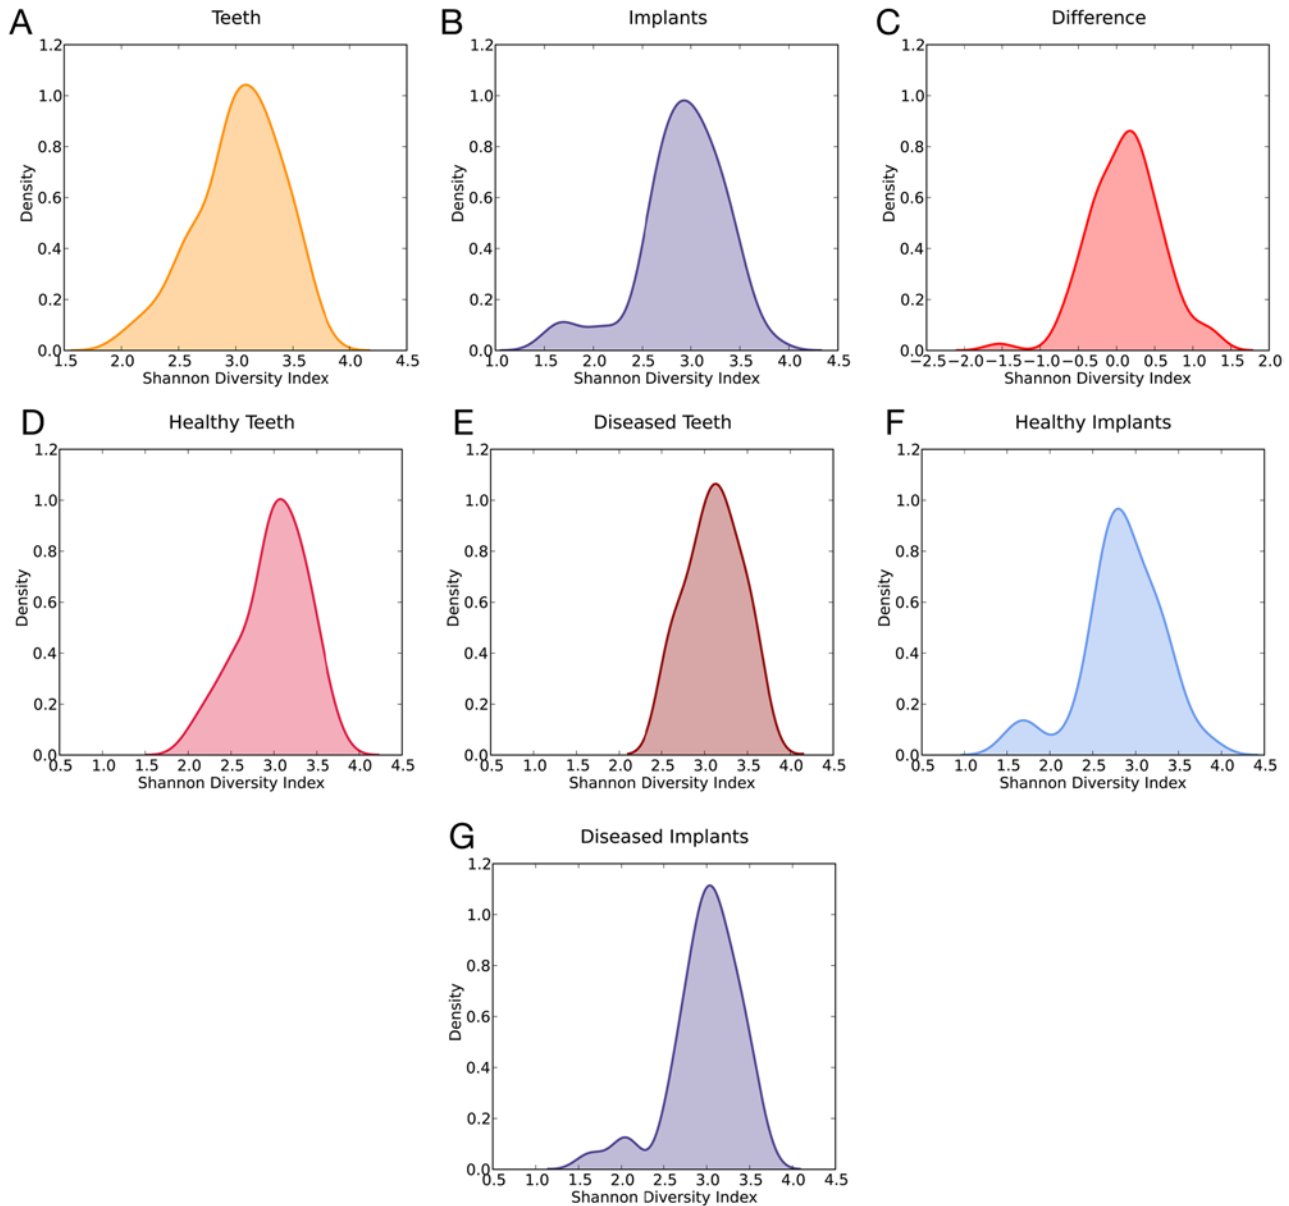 A Teeth
1.2
1.0
0.8
0.6
0.4
0.2
0.0
Density
1.5 2.0 2.5 3.0 3.5 4.0 4.5
Shannon Diversity Index
B Implants
1.2
1.0
0.8
0.6
0.4
0.2
0.0
Density
1.0 1.5 2.0 2.5 3.0 3.5 4.0 4.5
Shannon Diversity Index
C Difference
1.2
1.0
0.8
0.6
0.4
0.2
0.0
Density
−2.5 −2.0 −1.5 −1.0 −0.5 0.0 0.5 1.0 1.5 2.0
Shannon Diversity Index
D Healthy Teeth
1.2
1.0
0.8
0.6
0.4
0.2
0.0
Density
0.5 1.0 1.5 2.0 2.5 3.0 3.5 4.0 4.5
Shannon Diversity Index
E Diseased Teeth
1.2
1.0
0.8
0.6
0.4
0.2
0.0
Density
0.5 1.0 1.5 2.0 2.5 3.0 3.5 4.0 4.5
Shannon Diversity Index
F Healthy Implants
1.2
1.0
0.8
0.6
0.4
0.2
0.0
Density
0.5 1.0 1.5 2.0 2.5 3.0 3.5 4.0 4.5
Shannon Diversity Index
G Diseased Implants
1.2
1.0
0.8
0.6
0.4
0.2
0.0
Density
0.5 1.0 1.5 2.0 2.5 3.0 3.5 4.0 4.5
Shannon Diversity Index